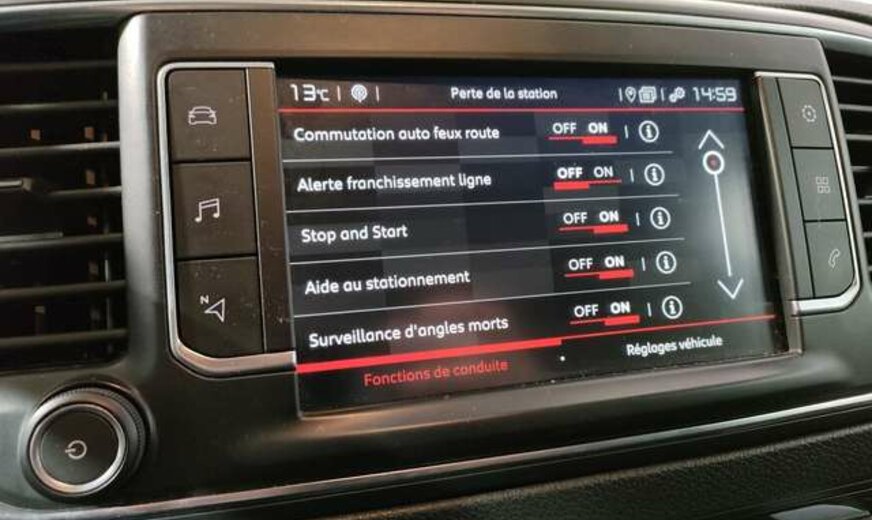 13°C Perte de la station 14:59
Commutation auto feux route OFF ON
Alerte franchissement ligne OFF ON
Stop and Start OFF ON
Aide au stationnement OFF ON
Surveillance d'angles morts OFF ON
Fonctions de conduite Réglages véhicule
N